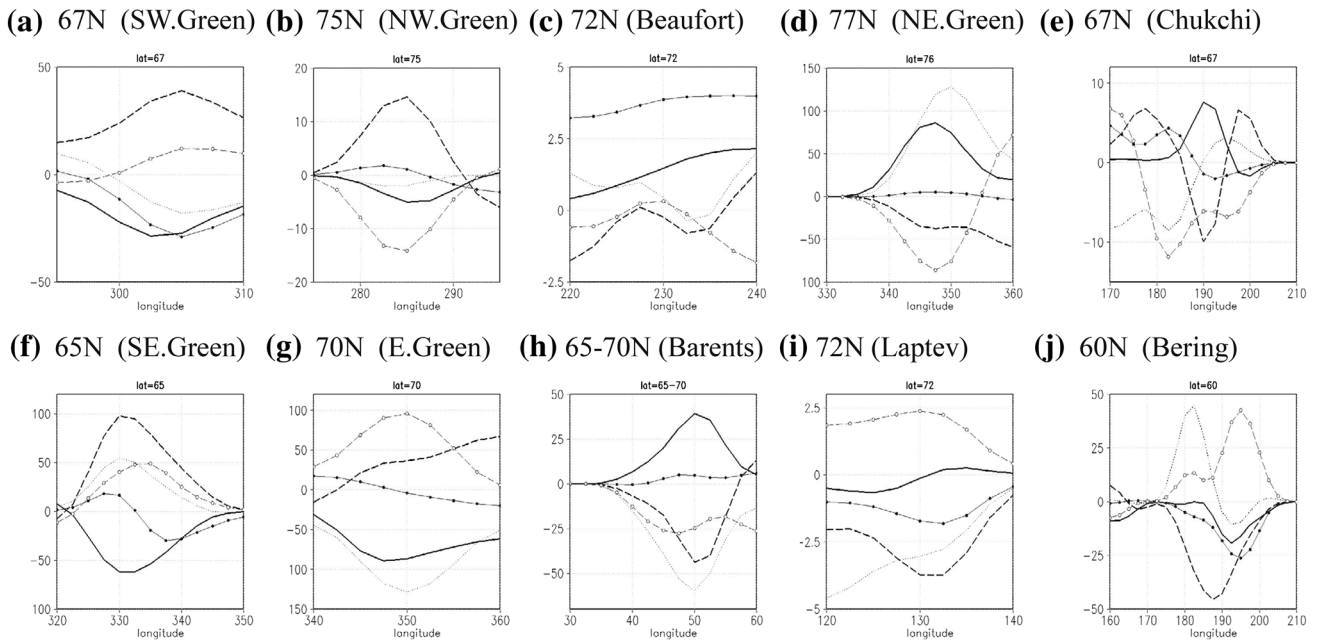 (a) 67N (SW.Green) (b) 75N (NW.Green) (c) 72N (Beaufort) (d) 77N (NE.Green) (e) 67N (Chukchi)
lat=67 lat=75 lat=72 lat=76 lat=67
50 20 5 150 10
100
10 2.5
50
0 0 0 0 0
-10 -50 -10
-50 -20 -2.5 100
300 310 280 290 220 230 240 330 340 350 360 170 180 190 200 210
longitude longitude longitude longitude longitude
(f) 65N (SE.Green) (g) 70N (E.Green) (h) 65-70N (Barents) (i) 72N (Laptev) (j) 60N (Bering)
lat=65 lat=70 lat=65-70 lat=72 lat=60
50 50
100 100 2.5
25 25
50 50
0 0 0 0 0
-50 -25 -2.5 -25
-50 100 -50
100 150 -5 -50
320 330 340 350 340 350 360 30 40 50 60 120 130 140 160 170 180 190 200 210
longitude longitude longitude longitude longitude